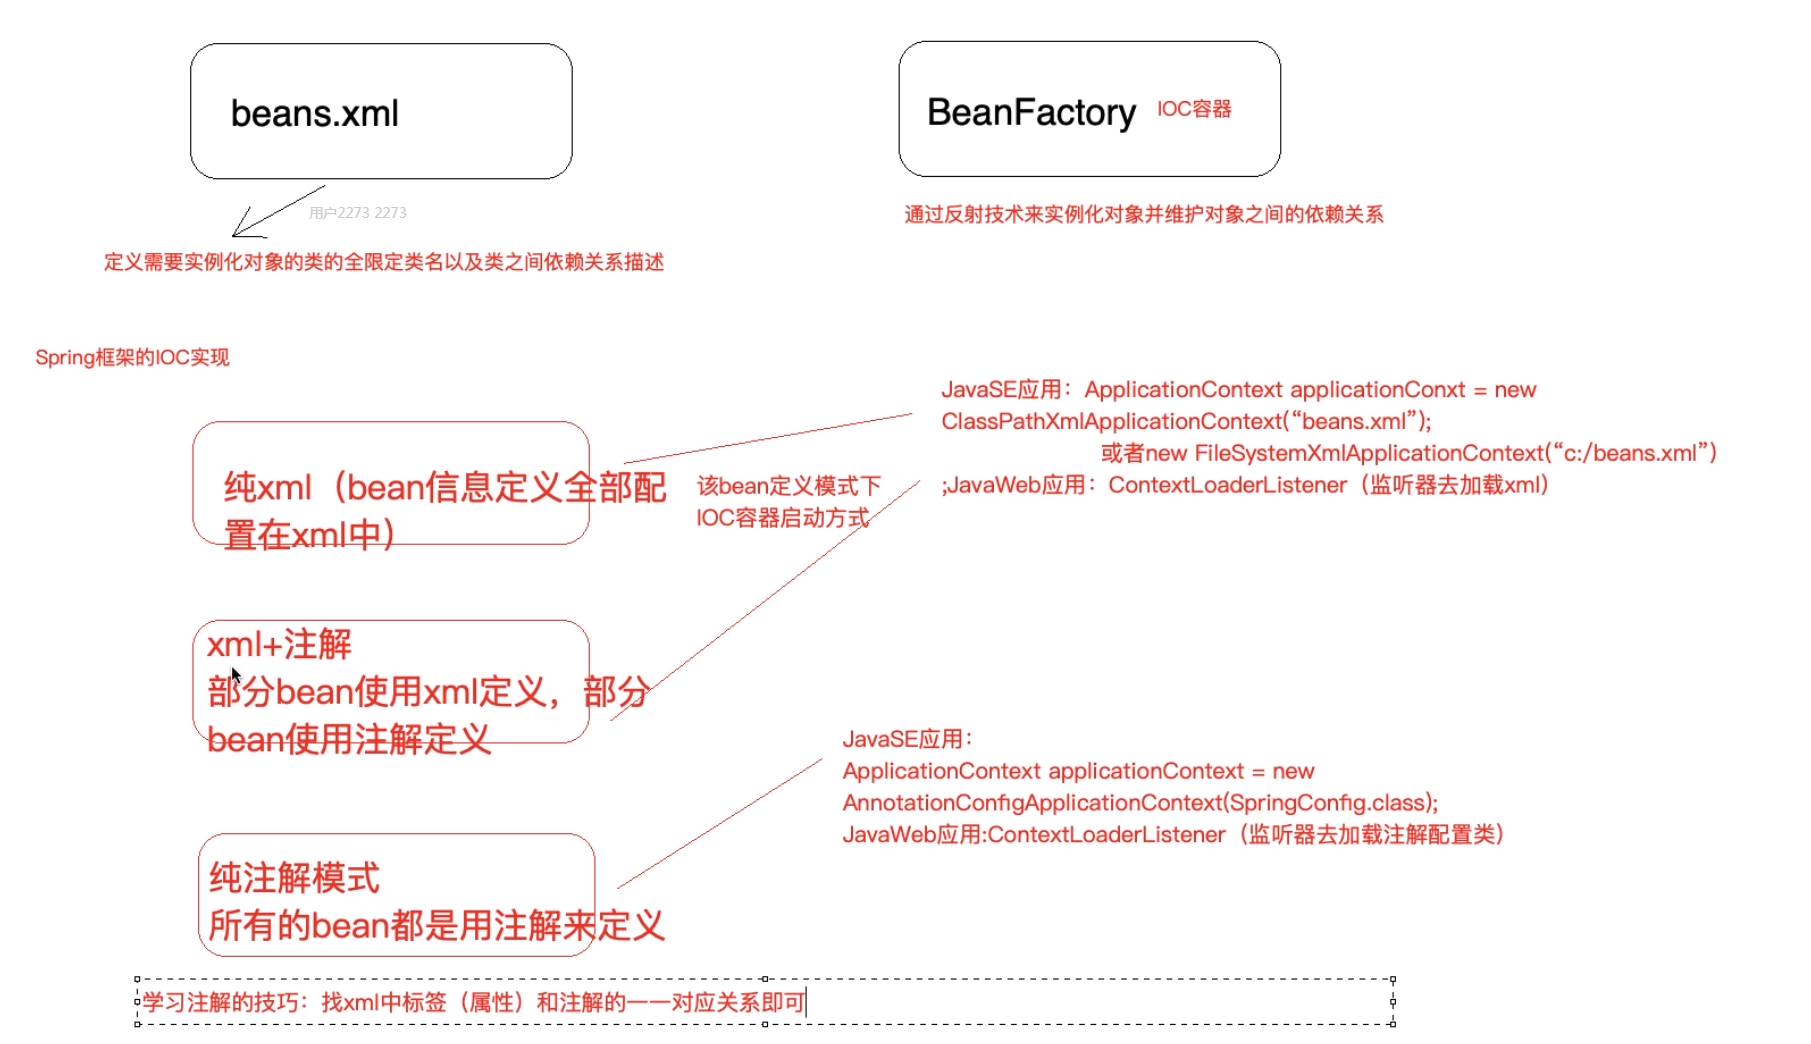 beans.xml
BeanFactory IOC容器
用户2273 2273
通过反射技术来实例化对象并维护对象之间的依赖关系
定义需要实例化对象的类的全限定类名以及类之间依赖关系描述
Spring框架的IOC实现
纯xml（bean信息定义全部配
置在xml中）
该bean定义模式下
IOC容器启动方式
JavaSE应用：ApplicationContext applicationConxt = new
ClassPathXmlApplicationContext(“beans.xml”);
或者new FileSystemXmlApplicationContext(“c:/beans.xml”)
;JavaWeb应用：ContextLoaderListener（监听器去加载xml）
xml+注解
部分bean使用xml定义，部分
bean使用注解定义
JavaSE应用：
ApplicationContext applicationContext = new
AnnotationConfigApplicationContext(SpringConfig.class);
JavaWeb应用:ContextLoaderListener（监听器去加载注解配置类）
纯注解模式
所有的bean都是用注解来定义
学习注解的技巧：找xml中标签（属性）和注解的一一对应关系即可